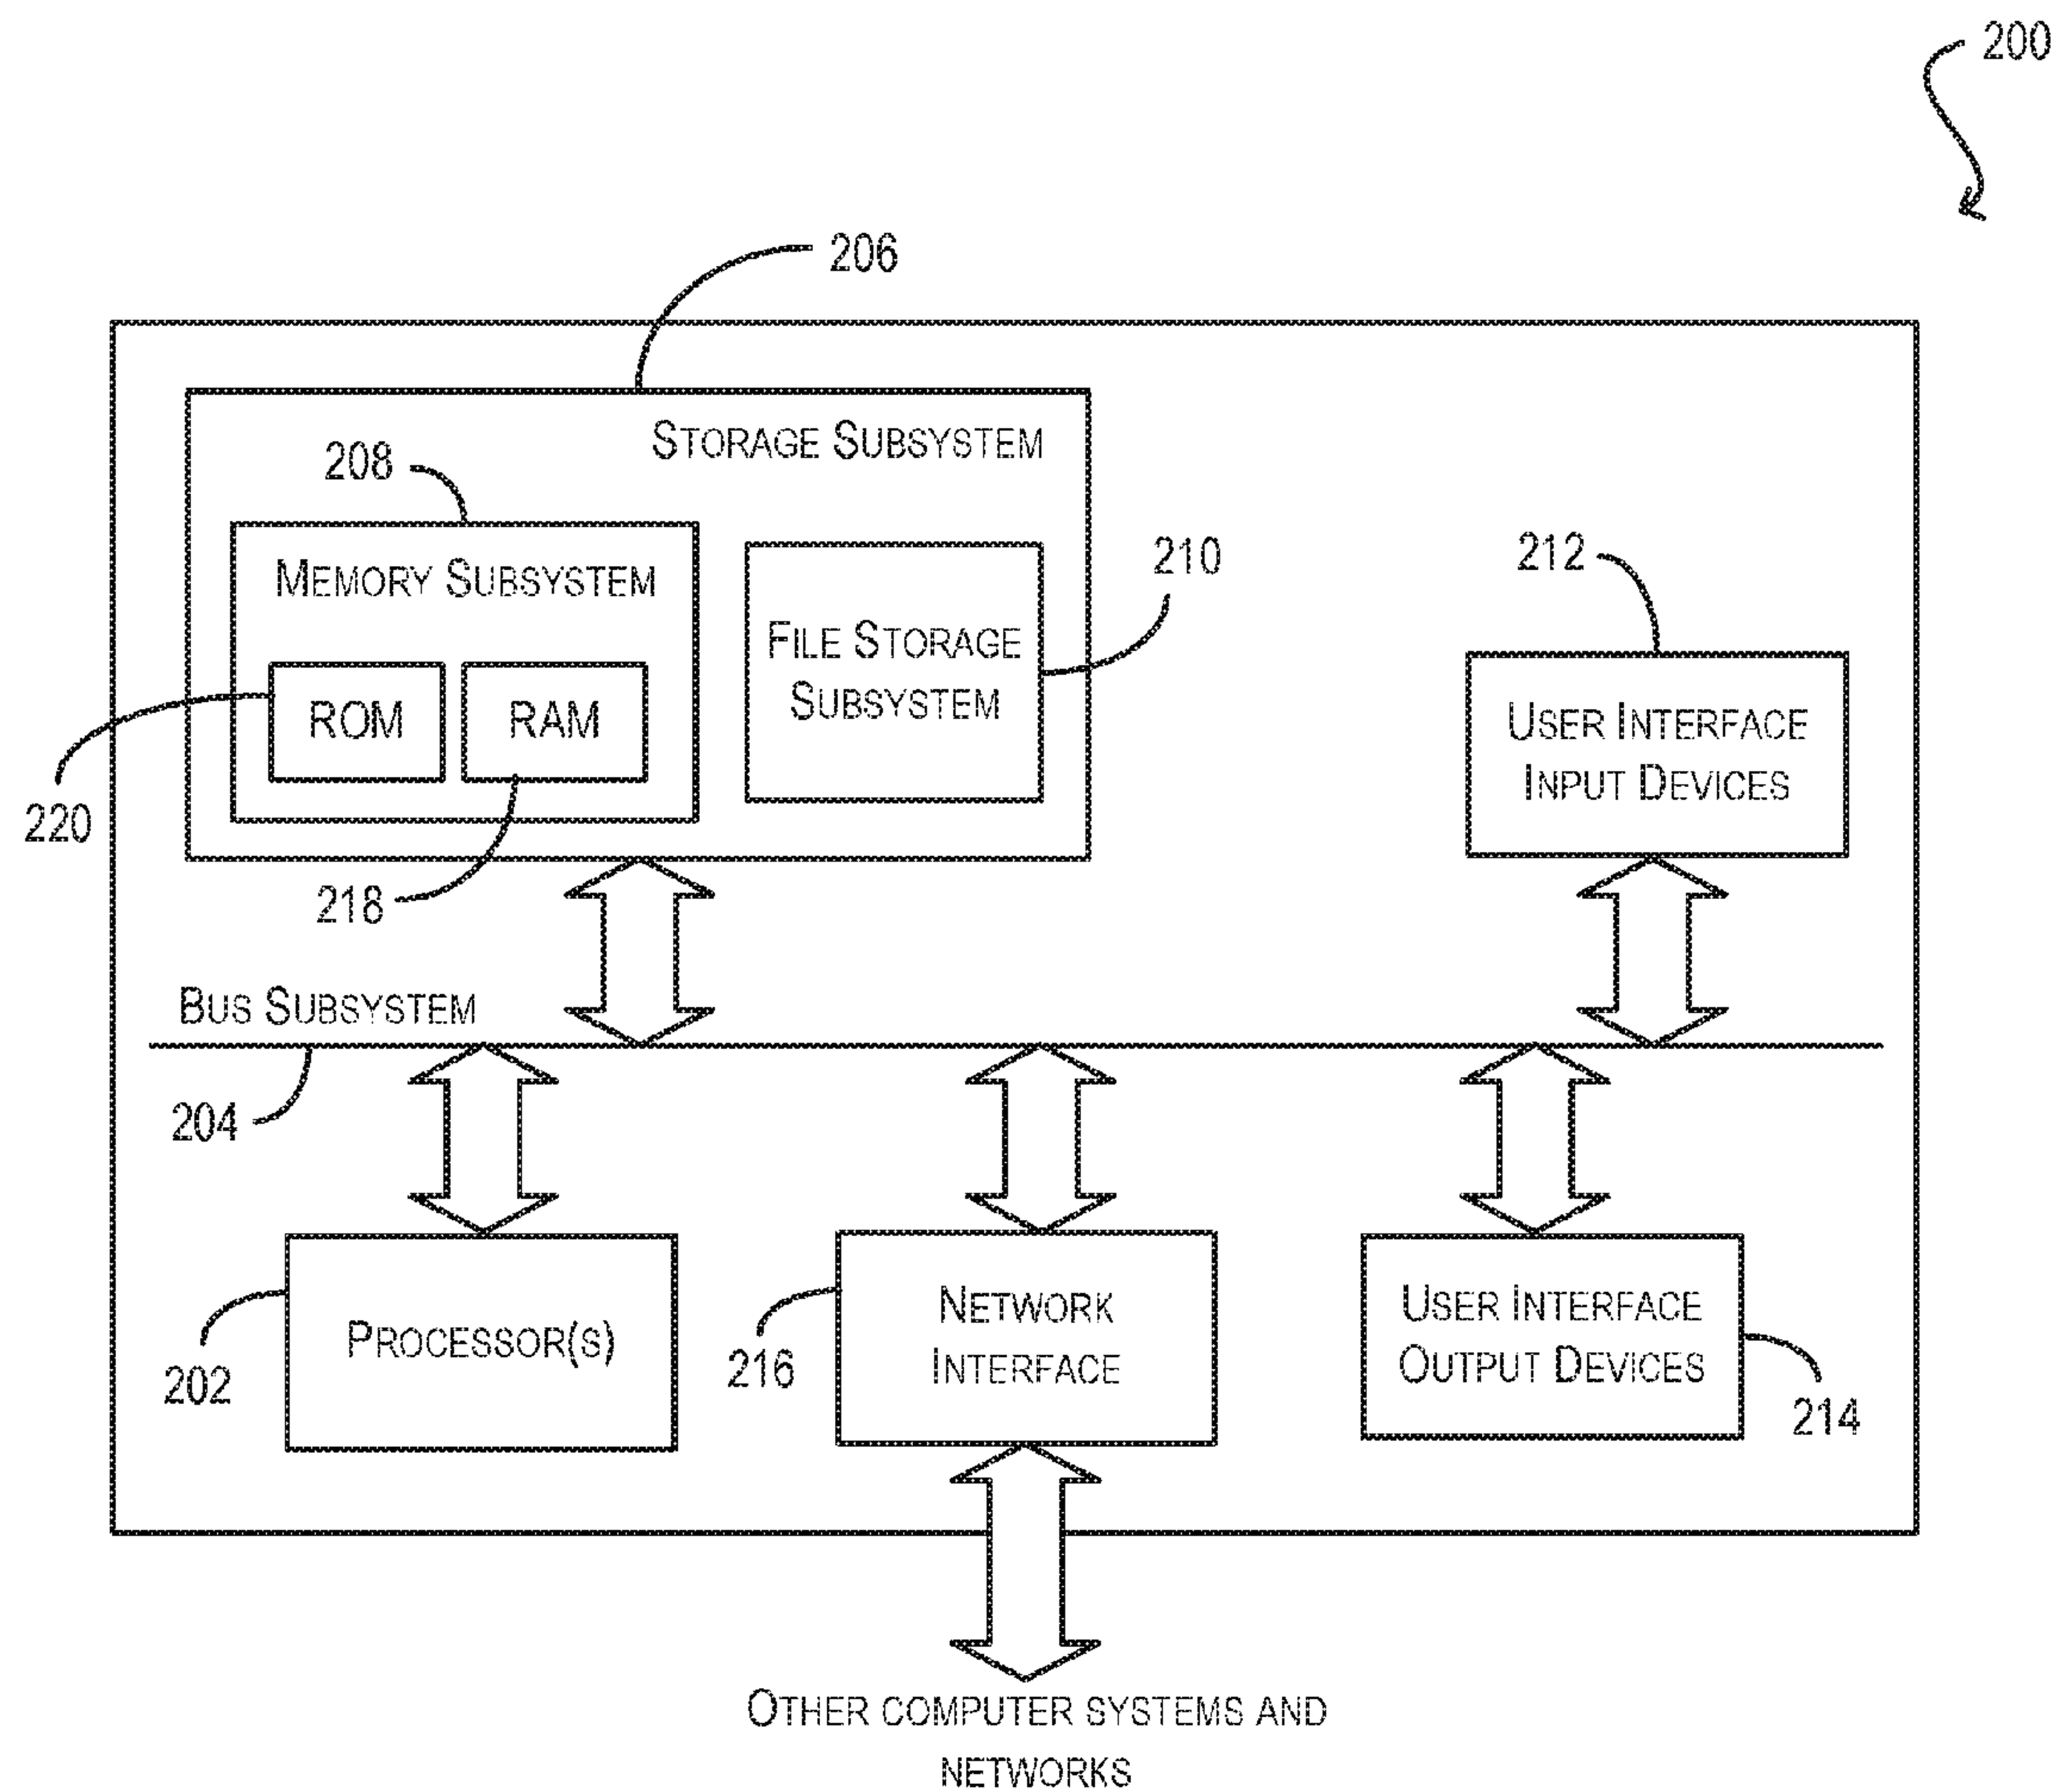 200
206
STORAGE SUBSYSTEM
208
MEMORY SUBSYSTEM
210
212
FILE STORAGE
SUBSYSTEM
ROM
RAM
USER INTERFACE
INPUT DEVICES
220
218
BUS SUBSYSTEM
204
PROCESSOR(S)
202
NETWORK
INTERFACE
216
USER INTERFACE
OUTPUT DEVICES
214
OTHER COMPUTER SYSTEMS AND
NETWORKS